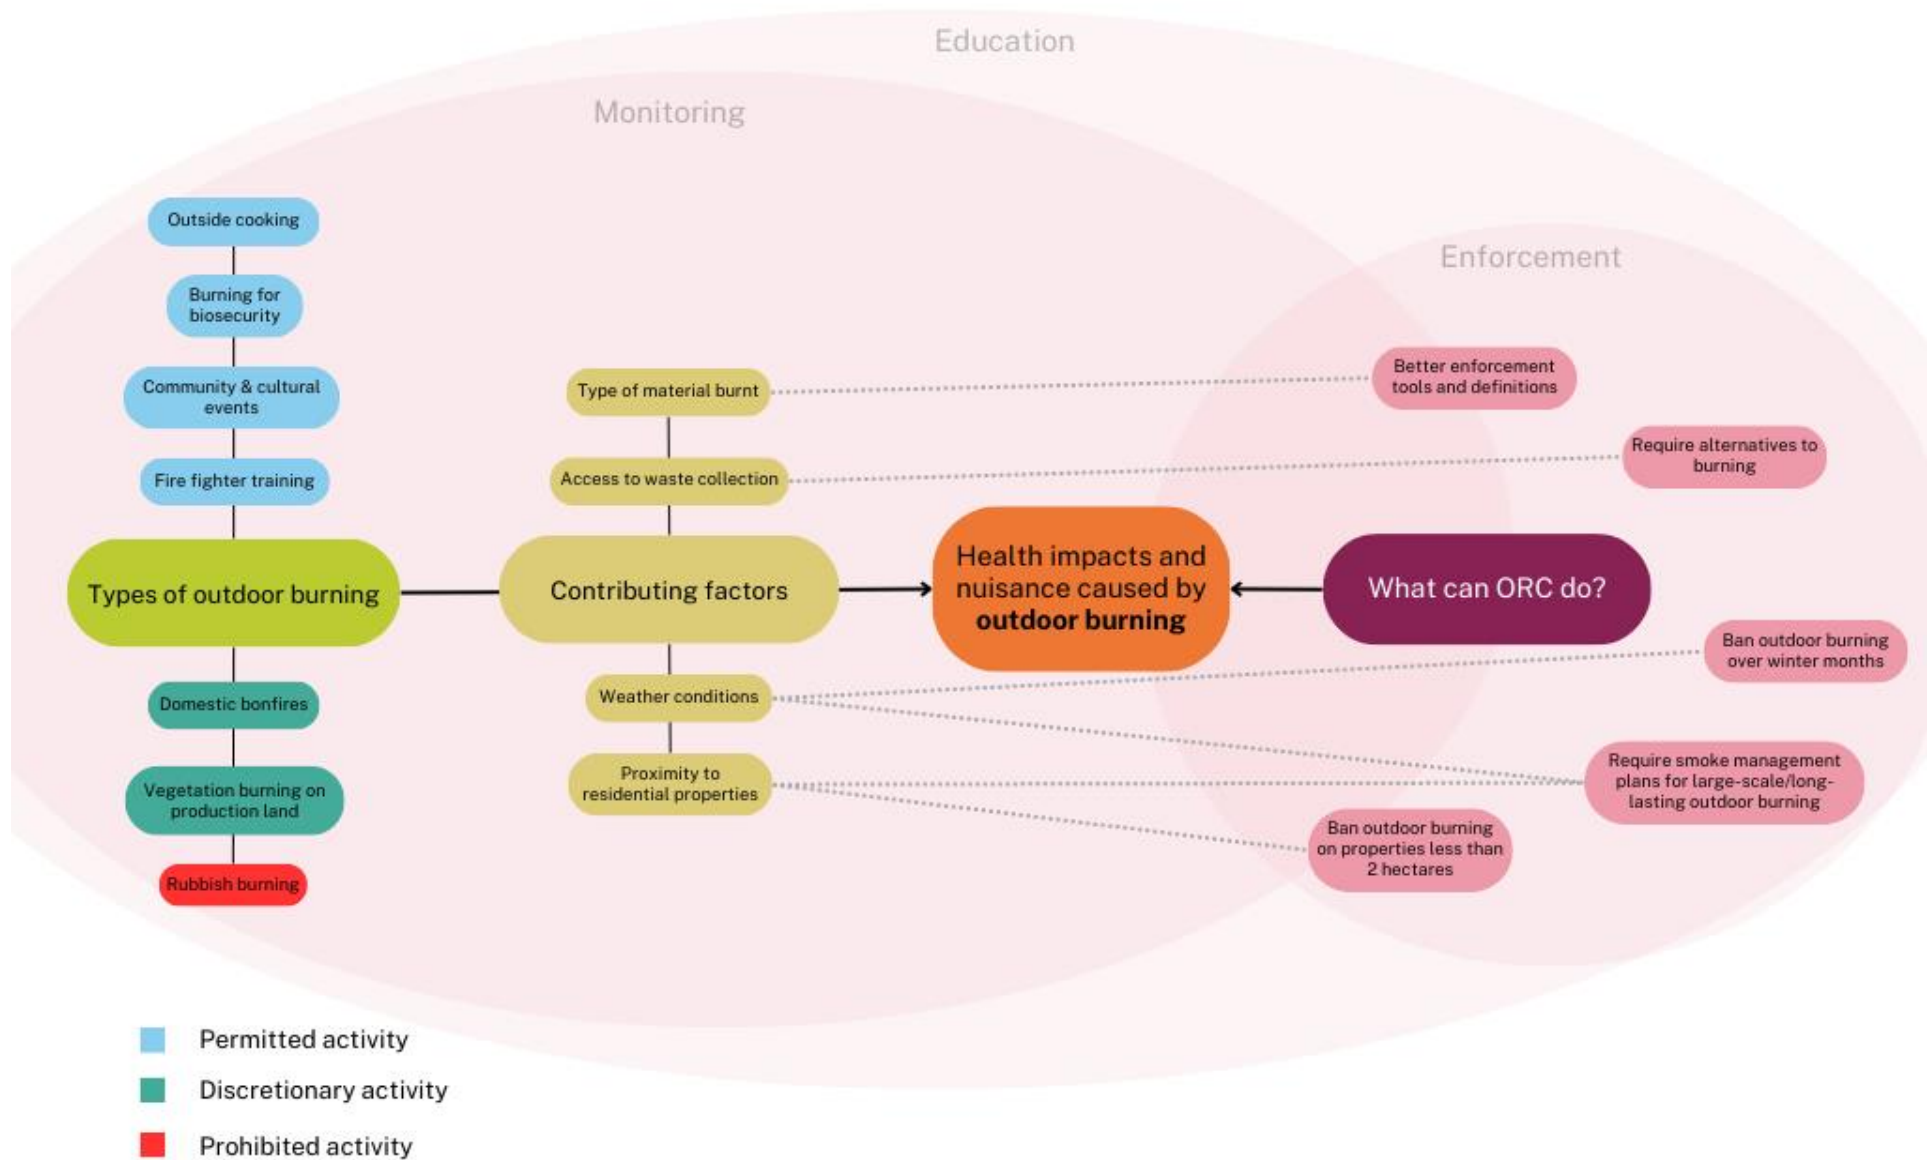 Education
Monitoring
Enforcement
Outside cooking
Burning for
biosecurity
Community & cultural
events
Fire fighter training
Types of outdoor burning
Domestic bonfires
Vegetation burning on
production land
Rubbish burning
Type of material burnt
Access to waste collection
Contributing factors
Weather conditions
Proximity to
residential properties
Health impacts and
nuisance caused by
outdoor burning
What can ORC do?
Better enforcement
tools and definitions
Require alternatives to
burning
Ban outdoor burning
over winter months
Require smoke management
plans for large-scale/long-
lasting outdoor burning
Ban outdoor burning
on properties less than
2 hectares
Permitted activity
Discretionary activity
Prohibited activity